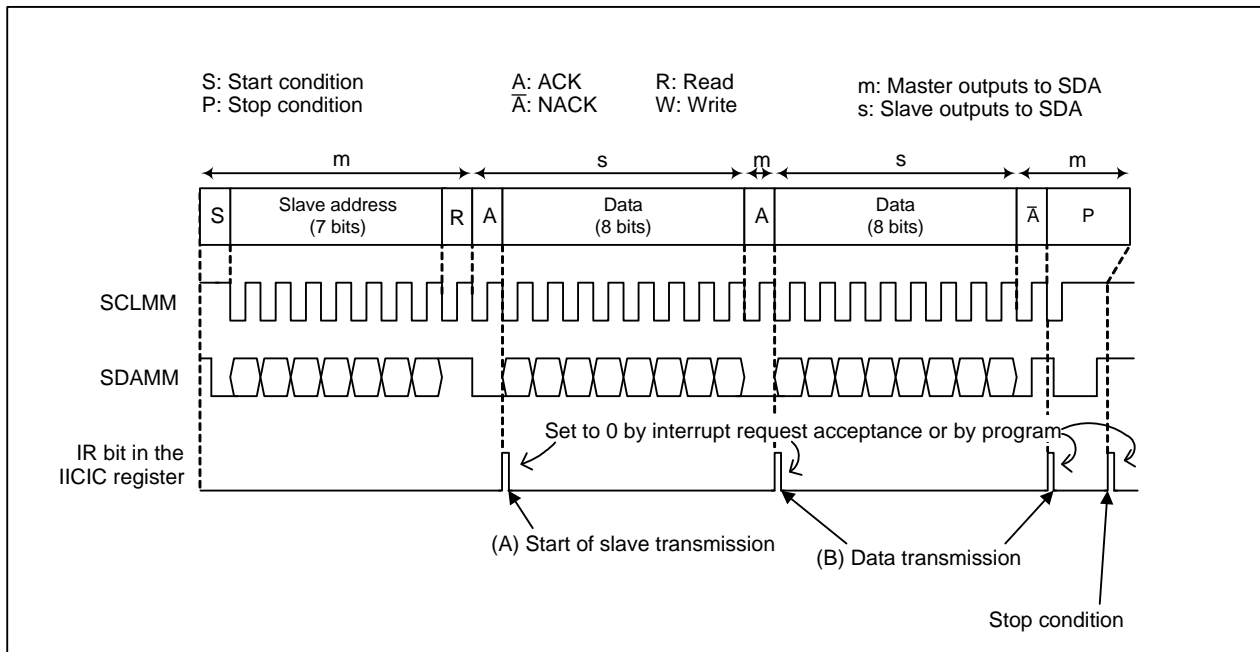 S: Start condition
P: Stop condition
A: ACK
A̅: NACK
R: Read
W: Write
m: Master outputs to SDA
s: Slave outputs to SDA
m s m s m
S Slave address (7 bits) R A Data (8 bits) A Data (8 bits) A̅ P
SCLMM
SDAMM
IR bit in the
IICIC register
Set to 0 by interrupt request acceptance or by program
(A) Start of slave transmission
(B) Data transmission
Stop condition